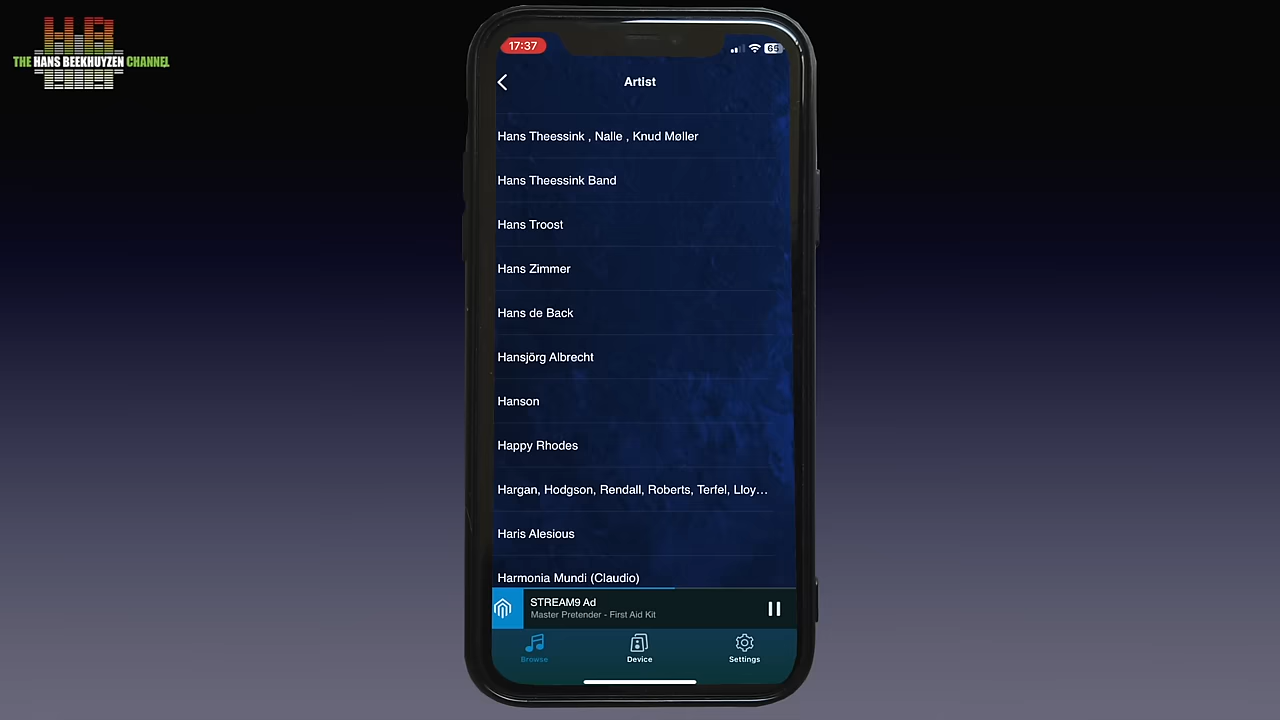 THE HANS BEEKHUYZEN CHANNEL
17:37
65
Artist
Hans Theessink , Nalle , Knud Møller
Hans Theessink Band
Hans Troost
Hans Zimmer
Hans de Back
Hansjörg Albrecht
Hanson
Happy Rhodes
Hargan, Hodgson, Rendall, Roberts, Terfel, Lloy…
Haris Alesious
Harmonia Mundi (Claudio)
STREAM9 Ad
Master Pretender - First Aid Kit
Browse
Device
Settings